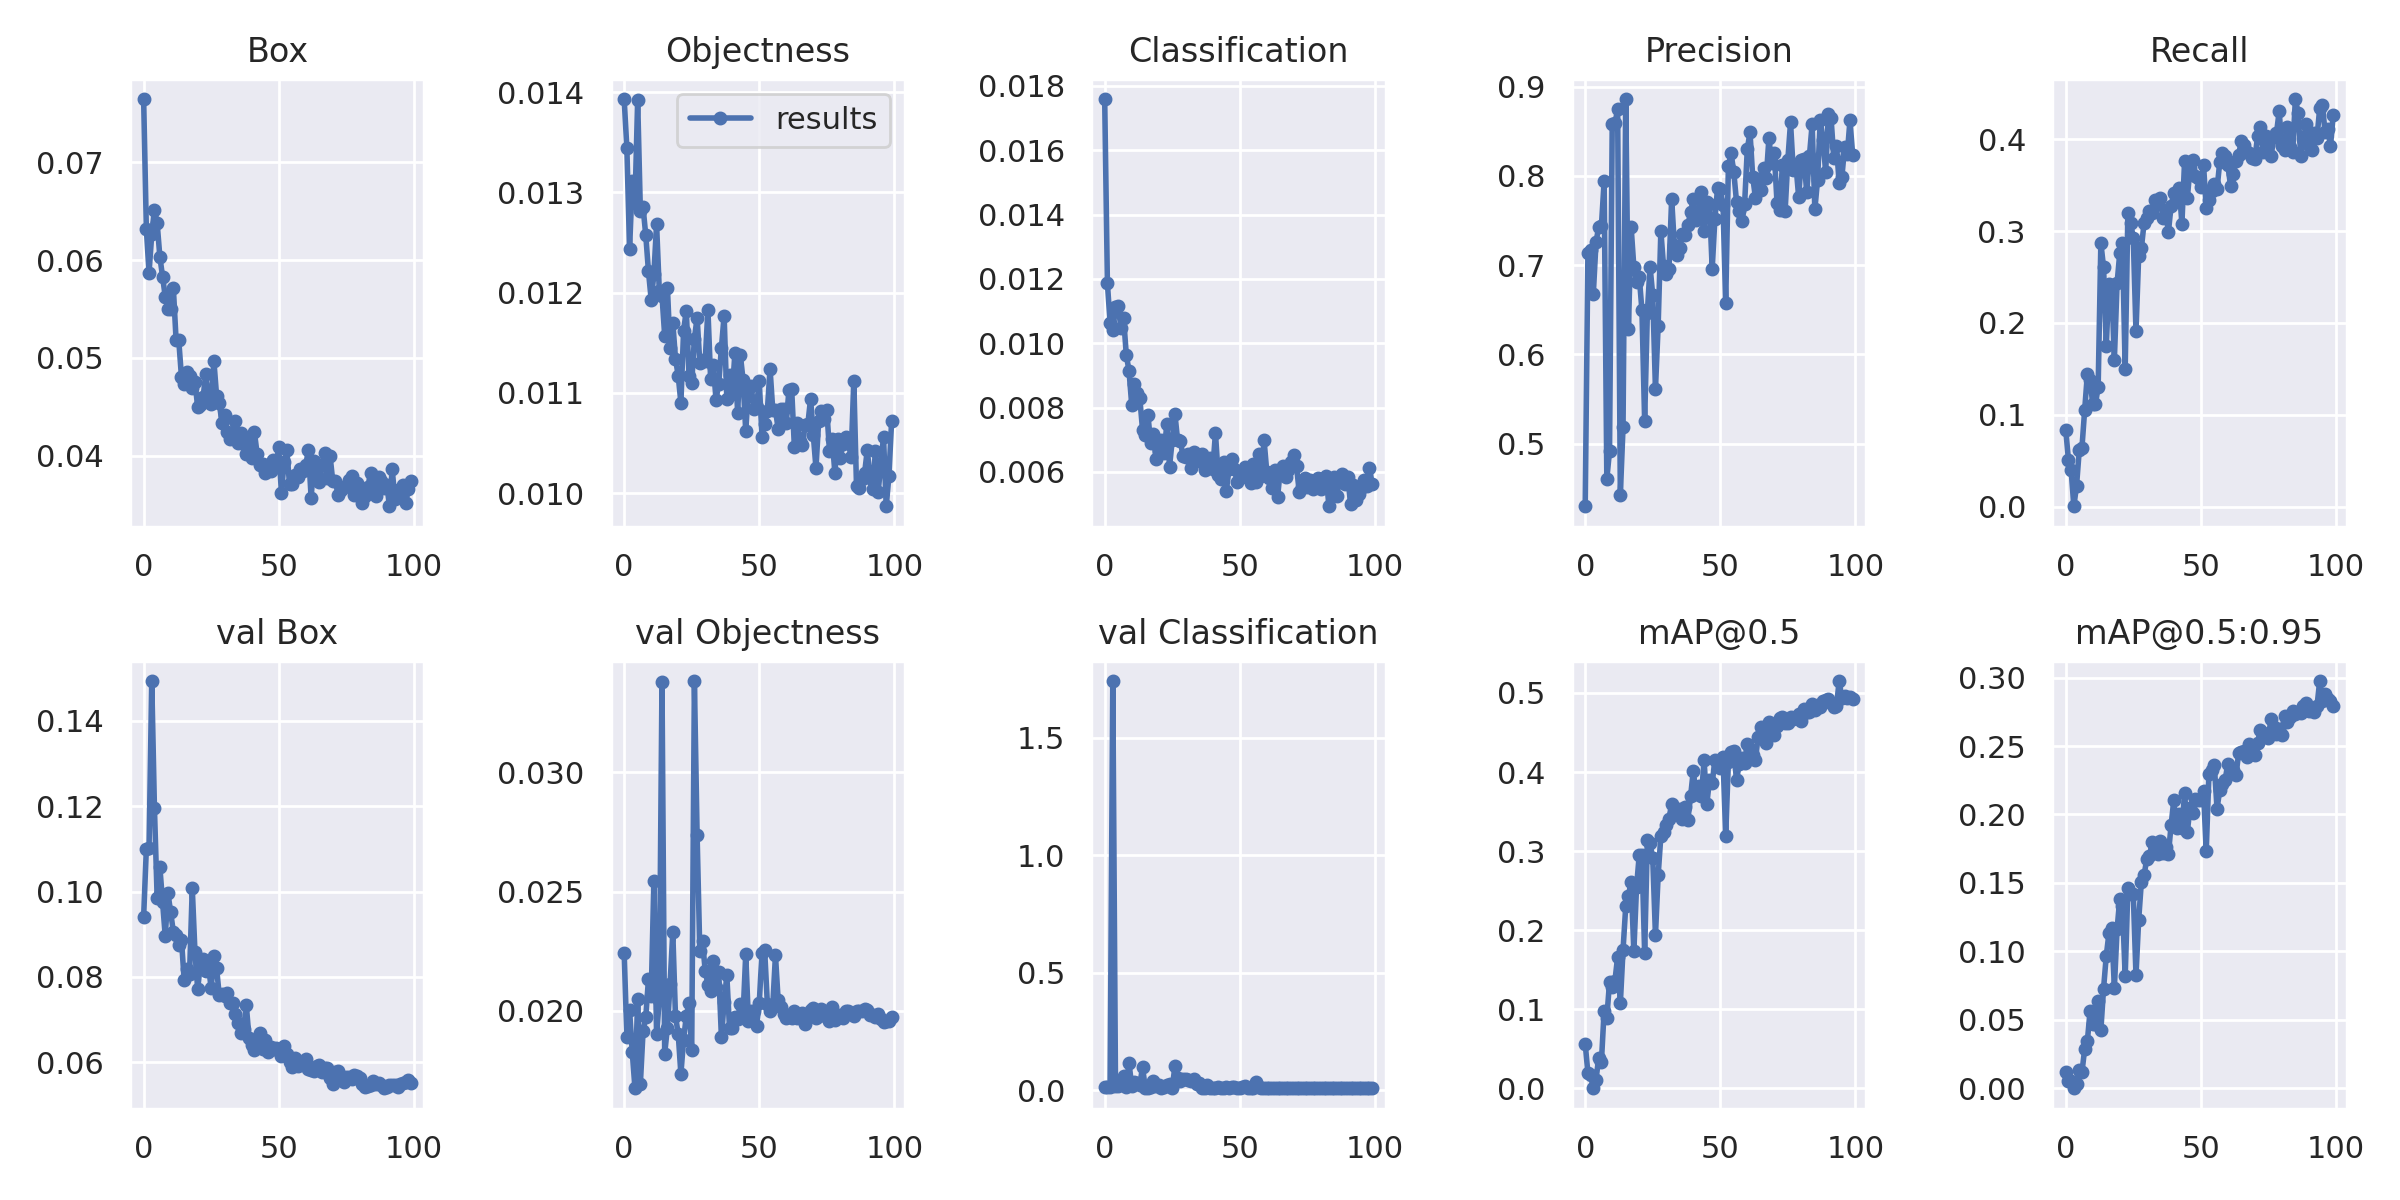 Box
0.07
0.06
0.05
0.04
0 50 100
Objectness
results
0.014
0.013
0.012
0.011
0.010
0 50 100
Classification
0.018
0.016
0.014
0.012
0.010
0.008
0.006
0 50 100
Precision
0.9
0.8
0.7
0.6
0.5
0 50 100
Recall
0.4
0.3
0.2
0.1
0.0
0 50 100
val Box
0.14
0.12
0.10
0.08
0.06
0 50 100
val Objectness
0.030
0.025
0.020
0 50 100
val Classification
1.5
1.0
0.5
0.0
0 50 100
mAP@0.5
0.5
0.4
0.3
0.2
0.1
0.0
0 50 100
mAP@0.5:0.95
0.30
0.25
0.20
0.15
0.10
0.05
0.00
0 50 100